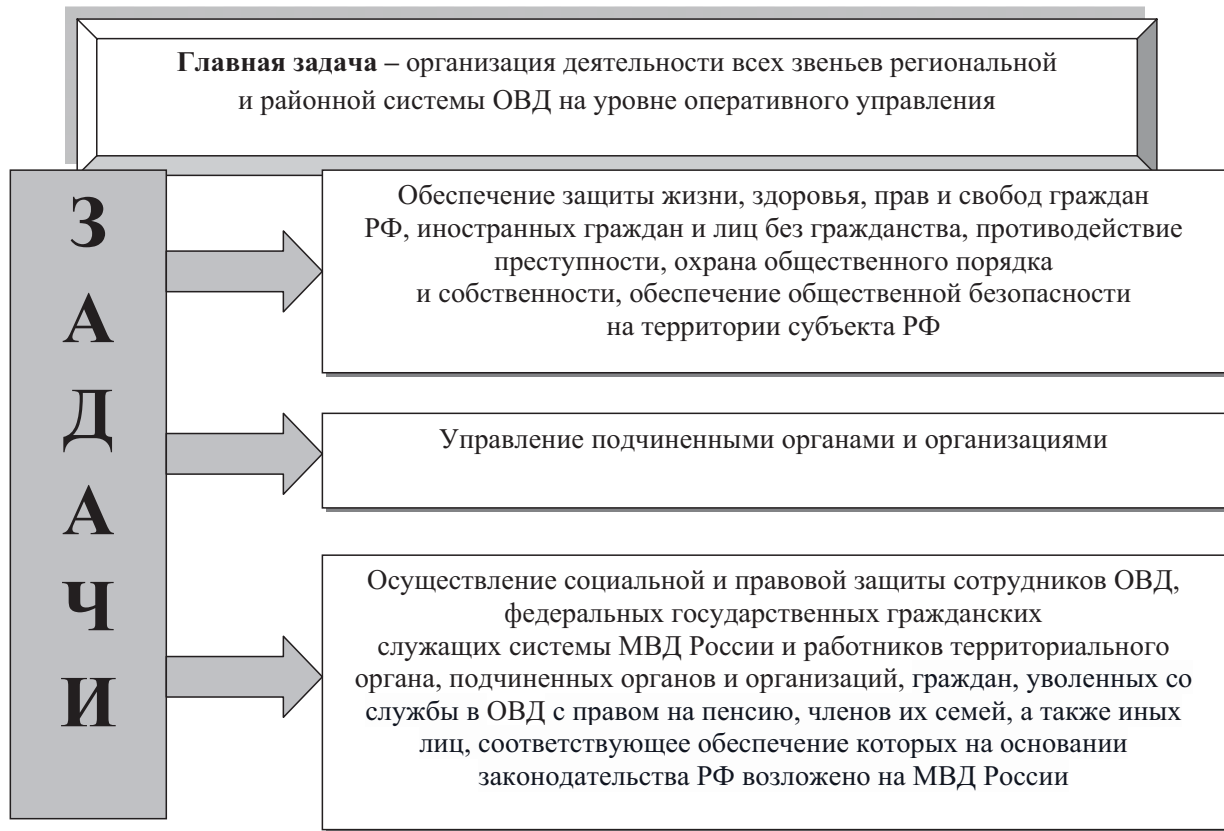 Главная задача – организация деятельности всех звеньев региональной
и районной системы ОВД на уровне оперативного управления
З
А
Д
А
Ч
И
Обеспечение защиты жизни, здоровья, прав и свобод граждан
РФ, иностранных граждан и лиц без гражданства, противодействие
преступности, охрана общественного порядка
и собственности, обеспечение общественной безопасности
на территории субъекта РФ
Управление подчиненными органами и организациями
Осуществление социальной и правовой защиты сотрудников ОВД,
федеральных государственных гражданских
служащих системы МВД России и работников территориального
органа, подчиненных органов и организаций, граждан, уволенных со
службы в ОВД с правом на пенсию, членов их семей, а также иных
лиц, соответствующее обеспечение которых на основании
законодательства РФ возложено на МВД России